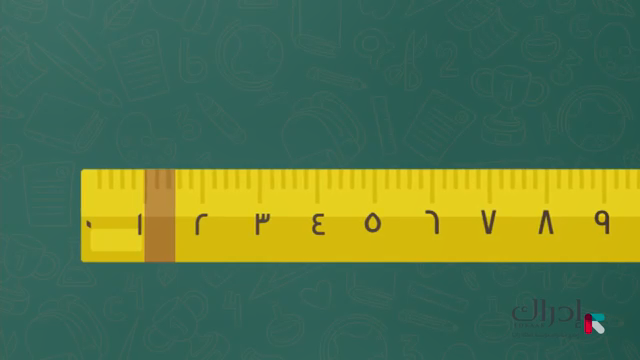 ٠ ١ ٢ ٣ ٤ ٥ ٦ ٧ ٨ ٩
إدراك